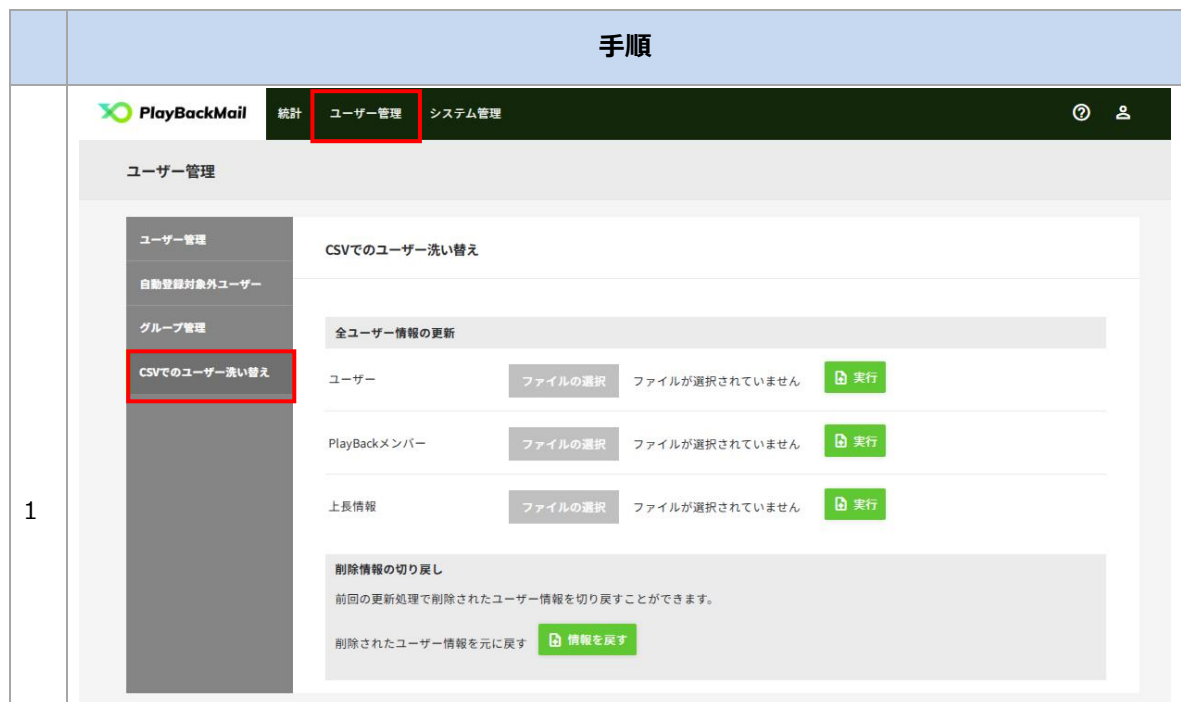 手順
1
PlayBackMail 統計 ユーザー管理 システム管理
ユーザー管理
ユーザー管理
自動登録対象外ユーザー
グループ管理
CSVでのユーザー洗い替え
CSVでのユーザー洗い替え
全ユーザー情報の更新
ユーザー ファイルの選択 ファイルが選択されていません 実行
PlayBackメンバー ファイルの選択 ファイルが選択されていません 実行
上長情報 ファイルの選択 ファイルが選択されていません 実行
削除情報の切り戻し
前回の更新処理で削除されたユーザー情報を切り戻すことができます。
削除されたユーザー情報を元に戻す 情報を戻す